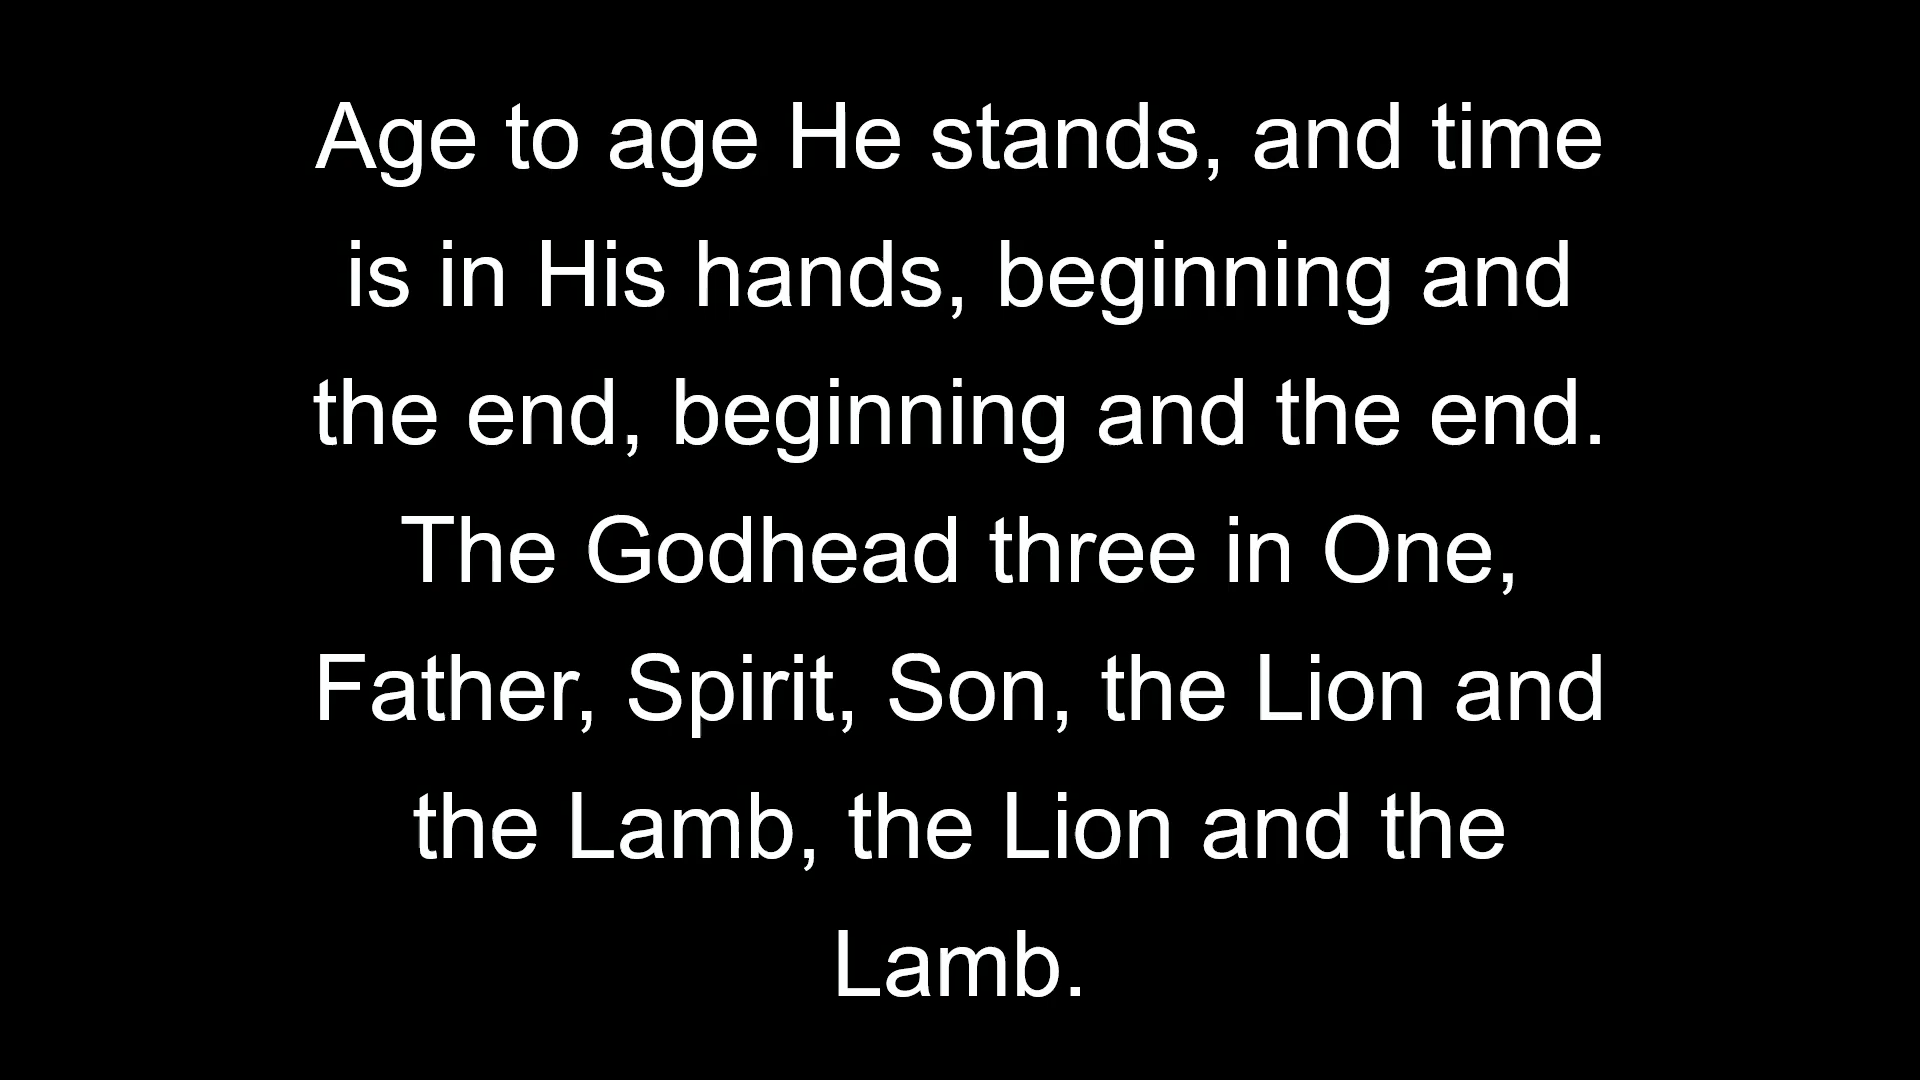 Age to age He stands, and time
is in His hands, beginning and
the end, beginning and the end.
The Godhead three in One,
Father, Spirit, Son, the Lion and
the Lamb, the Lion and the
Lamb.